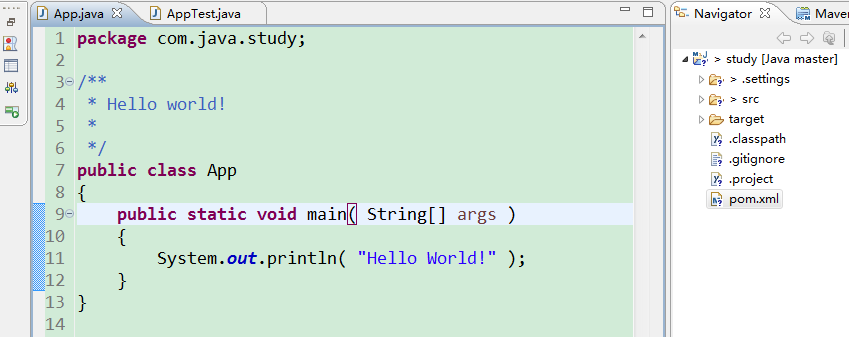 App.java
AppTest.java
1 package com.java.study;
2
3 /**
4  * Hello world!
5  *
6  */
7 public class App
8 {
9     public static void main( String[] args )
10     {
11         System.out.println( "Hello World!" );
12     }
13 }
14
Navigator
Maven
> study [Java master]
> .settings
> src
target
.classpath
.gitignore
.project
pom.xml